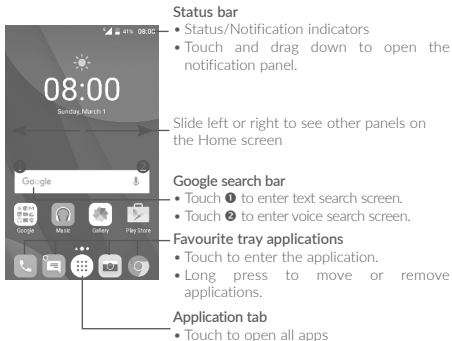 Status bar
• Status/Notification indicators
• Touch and drag down to open the
notification panel.
41% 08:00
08:00
Sunday, March 1
Slide left or right to see other panels on
the Home screen
❶ ❷
Google
Google Music Gallery Play Store
Google search bar
• Touch ❶ to enter text search screen.
• Touch ❷ to enter voice search screen.
Favourite tray applications
• Touch to enter the application.
• Long press to move or remove
applications.
Application tab
• Touch to open all apps